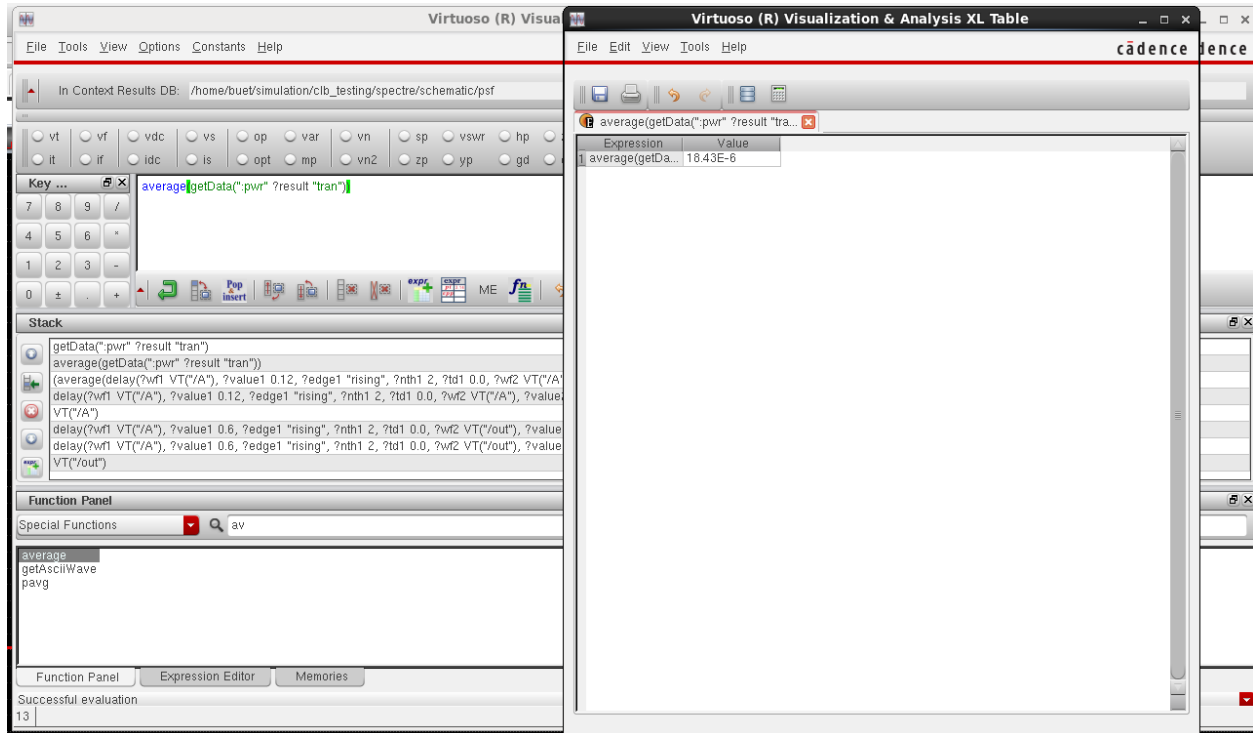 Virtuoso (R) Visua
File Tools View Options Constants Help
dence
In Context Results DB: /home/buet/simulation/clb_testing/spectre/schematic/psf
vt vf vdc vs op var vn sp vswr hp
it if idc is opt mp vn2 zp yp gd
Key ...
7 8 9 /
4 5 6 *
1 2 3 -
0 ± . +
average(getData(":pwr" ?result "tran"))
Pop & insert
expr
expr
ME
fn
Stack
getData(":pwr" ?result "tran")
average(getData(":pwr" ?result "tran"))
(average(delay(?wf1 VT("/A"), ?value1 0.12, ?edge1 "rising", ?nth1 2, ?td1 0.0, ?wf2 VT("/A"
delay(?wf1 VT("/A"), ?value1 0.12, ?edge1 "rising", ?nth1 2, ?td1 0.0, ?wf2 VT("/A"), ?value
VT("/A")
delay(?wf1 VT("/A"), ?value1 0.6, ?edge1 "rising", ?nth1 2, ?td1 0.0, ?wf2 VT("/out"), ?value
delay(?wf1 VT("/A"), ?value1 0.6, ?edge1 "rising", ?nth1 2, ?td1 0.0, ?wf2 VT("/out"), ?value
VT("/out")
Function Panel
Special Functions
av
average
getAsciiWave
pavg
Function Panel Expression Editor Memories
Successful evaluation
13
Virtuoso (R) Visualization & Analysis XL Table
File Edit View Tools Help
cādence
average(getData(":pwr" ?result "tra...
Expression Value
1 average(getDa... 18.43E-6